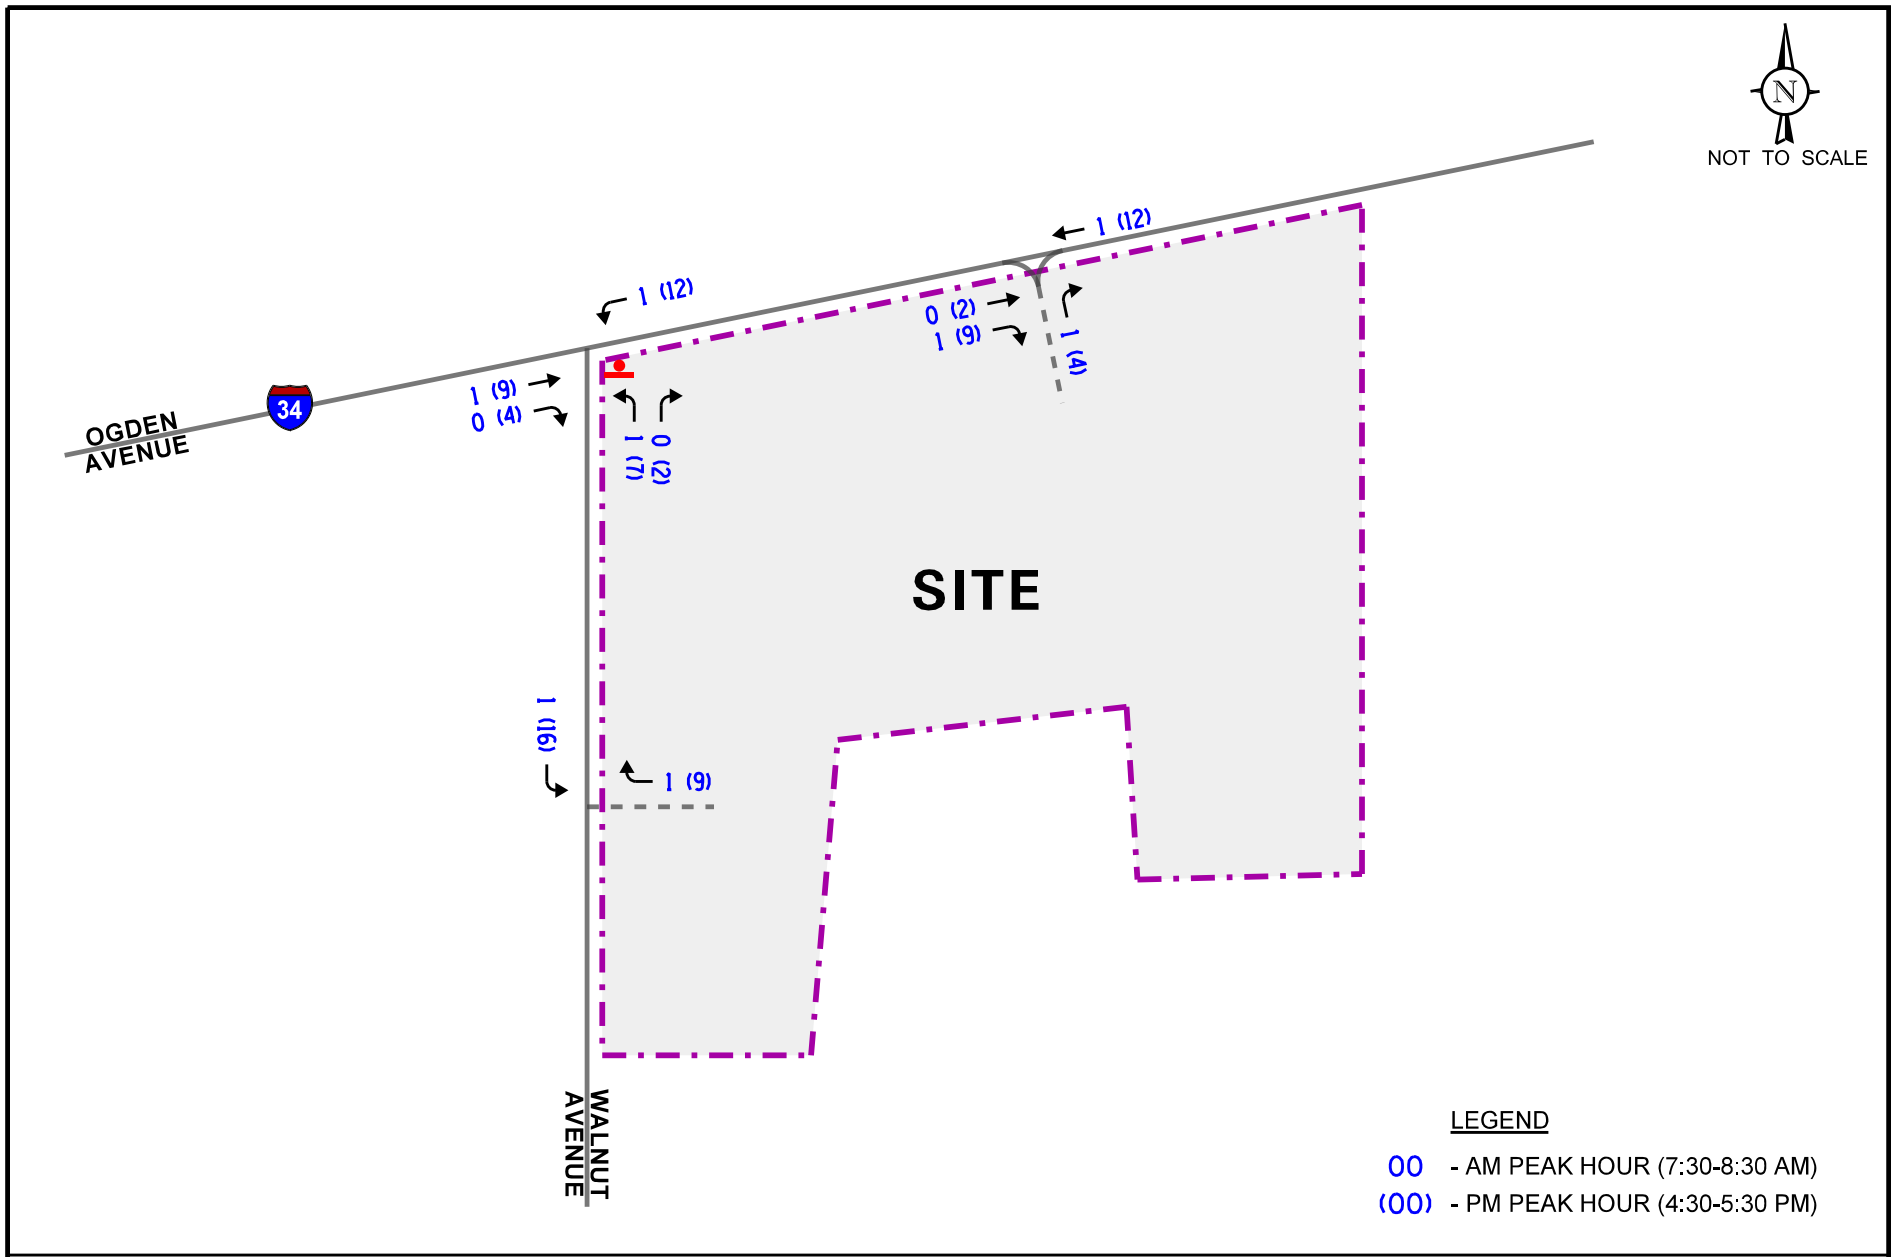 N
NOT TO SCALE
1 (12)
1 (12)
0 (2)
1 (9)
1 (4)
1 (9)
0 (4)
34
OGDEN
AVENUE
1 (7)
0 (2)
SITE
1 (16)
1 (9)
WALNUT
AVENUE
LEGEND
00 - AM PEAK HOUR (7:30-8:30 AM)
(00) - PM PEAK HOUR (4:30-5:30 PM)